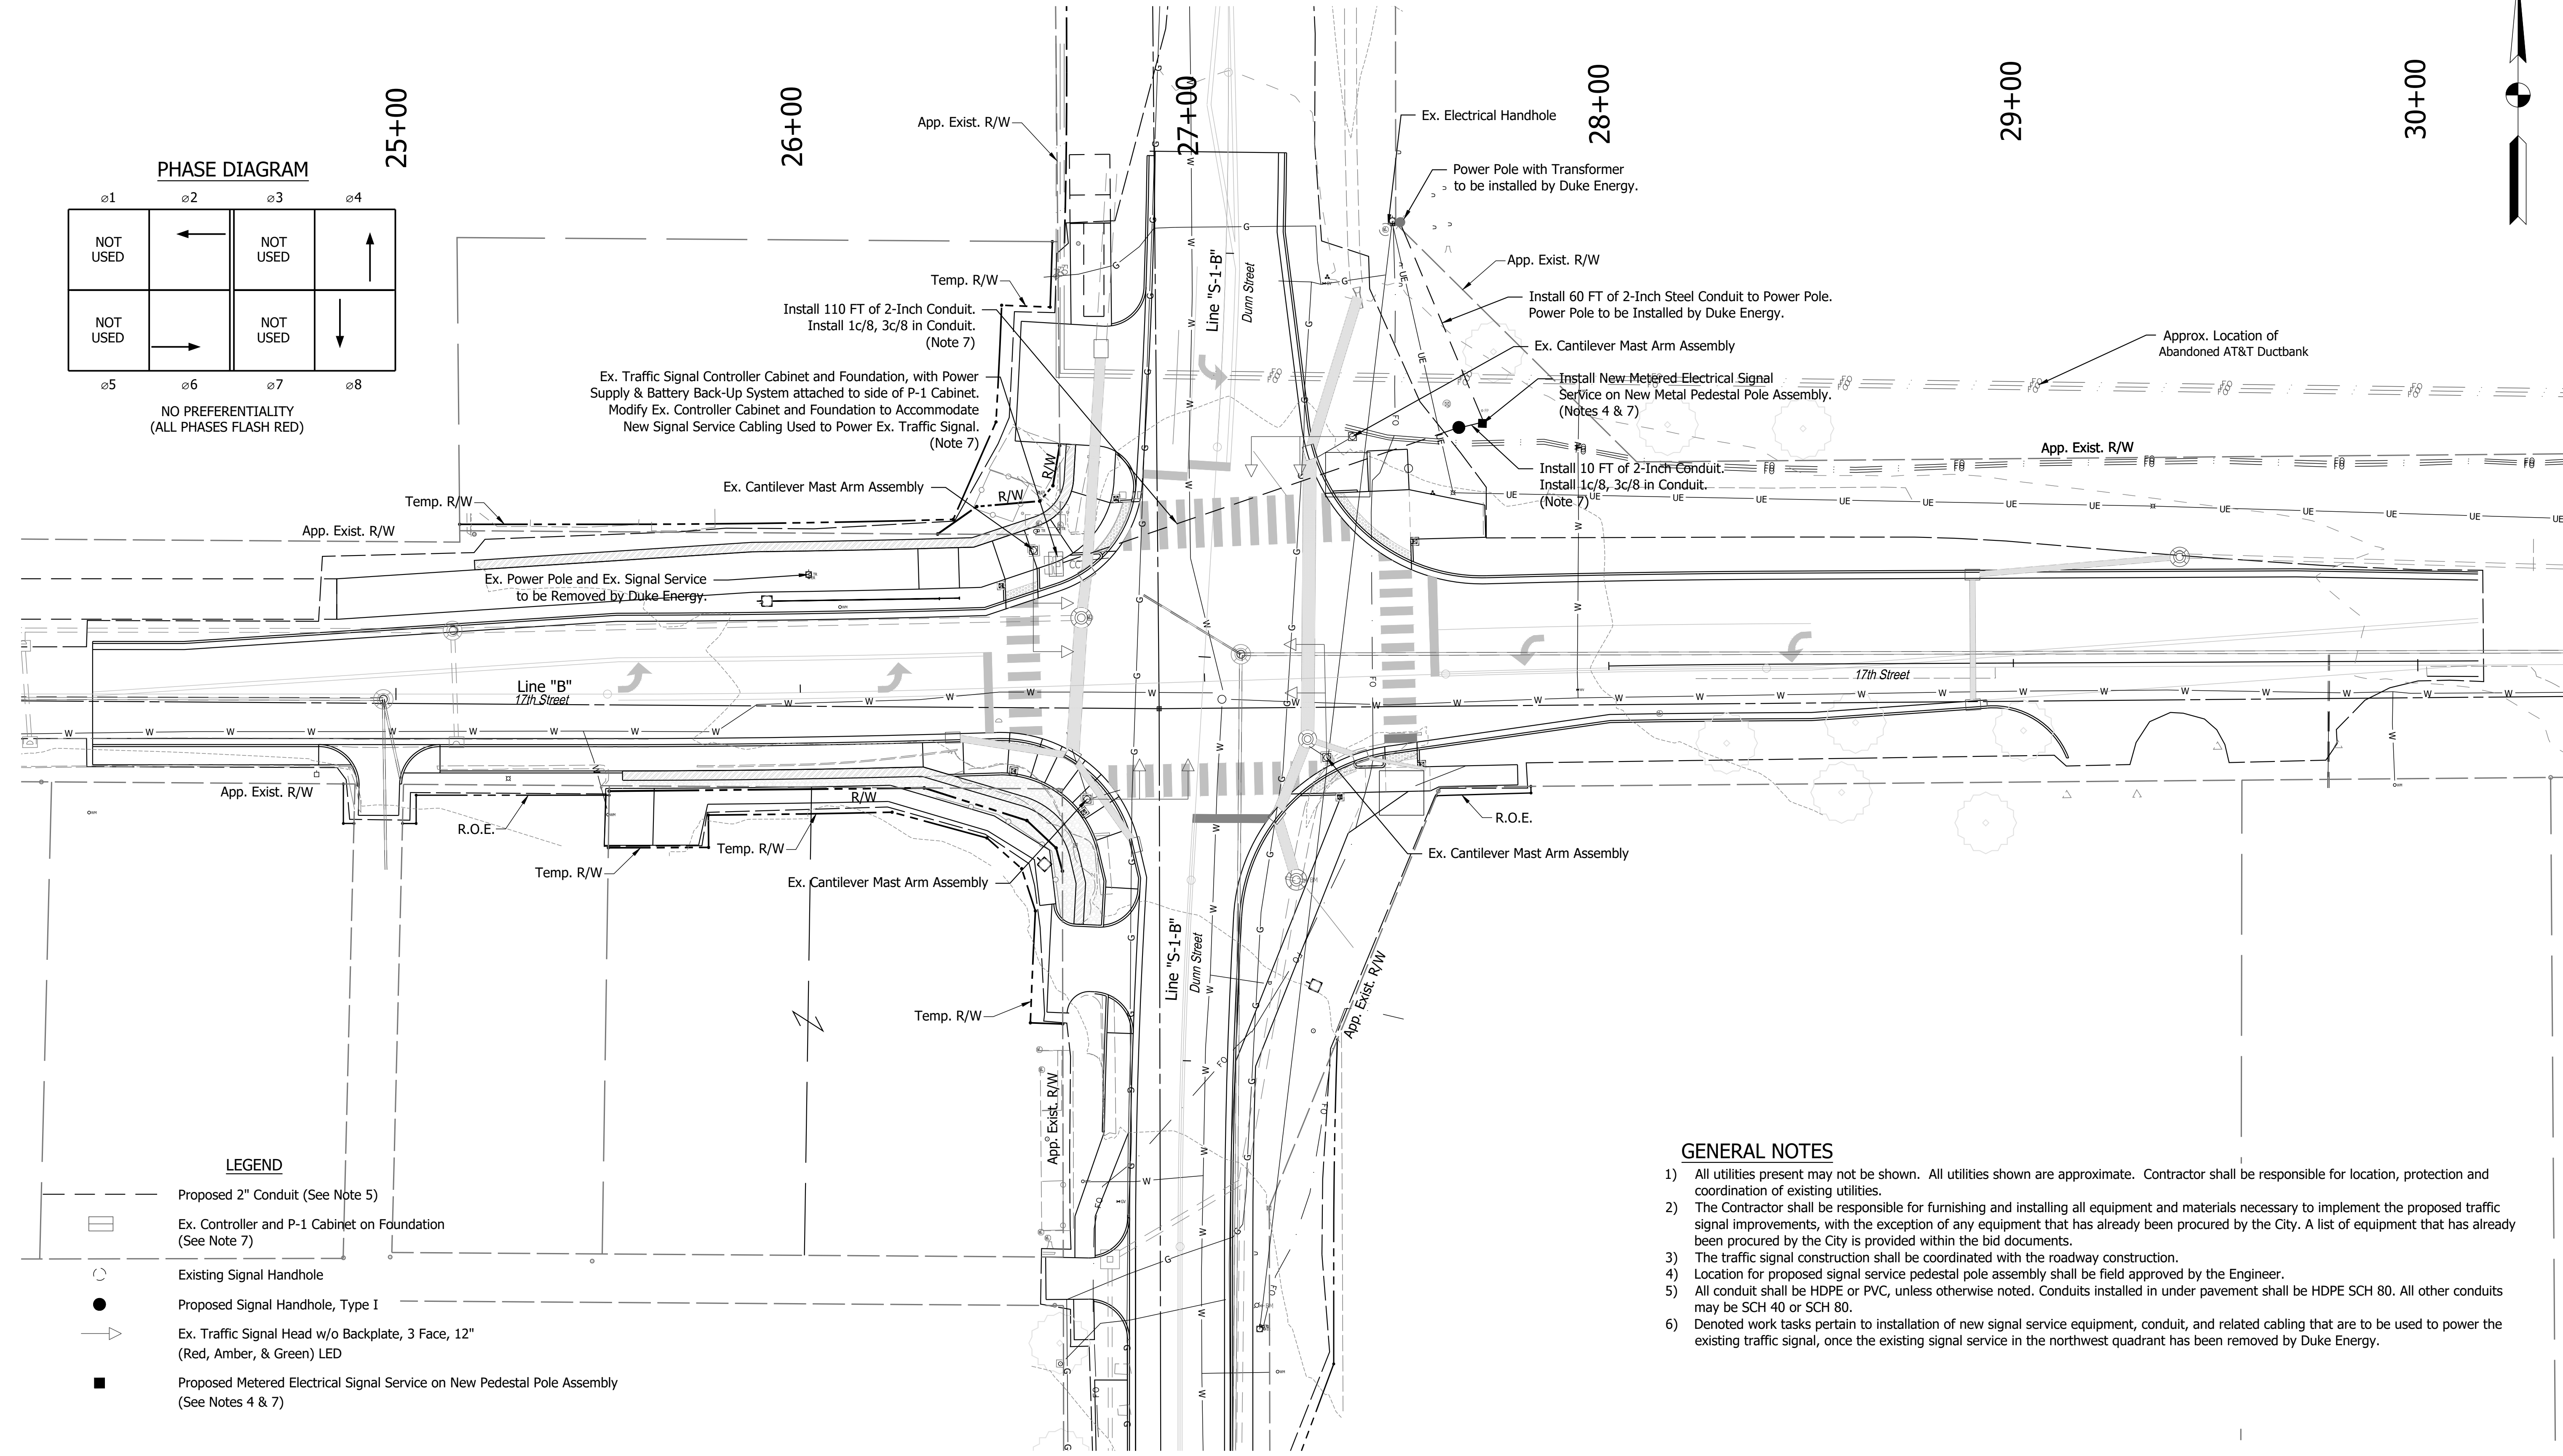 25+00
26+00
27+00
28+00
29+00
30+00
PHASE DIAGRAM
⌀1
⌀2
⌀3
⌀4
NOT
USED
NOT
USED
NOT
USED
NOT
USED
⌀5
⌀6
⌀7
⌀8
NO PREFERENTIALITY
(ALL PHASES FLASH RED)
App. Exist. R/W
Ex. Electrical Handhole
Power Pole with Transformer
to be installed by Duke Energy.
App. Exist. R/W
Temp. R/W
Install 110 FT of 2-Inch Conduit.
Install 1c/8, 3c/8 in Conduit.
(Note 7)
Line "S-1-B"
Dunn Street
Install 60 FT of 2-Inch Steel Conduit to Power Pole.
Power Pole to be Installed by Duke Energy.
Ex. Cantilever Mast Arm Assembly
Approx. Location of
Abandoned AT&T Ductbank
Ex. Traffic Signal Controller Cabinet and Foundation, with Power
Supply & Battery Back-Up System attached to side of P-1 Cabinet.
Modify Ex. Controller Cabinet and Foundation to Accommodate
New Signal Service Cabling Used to Power Ex. Traffic Signal.
(Note 7)
Install New Metered Electrical Signal
Service on New Metal Pedestal Pole Assembly.
(Notes 4 & 7)
App. Exist. R/W
Install 10 FT of 2-Inch Conduit.
Install 1c/8, 3c/8 in Conduit.
(Note 7)
R/W
R/W
Ex. Cantilever Mast Arm Assembly
Temp. R/W
App. Exist. R/W
Ex. Power Pole and Ex. Signal Service
to be Removed by Duke Energy.
Line "B"
17th Street
17th Street
App. Exist. R/W
R.O.E.
R/W
Temp. R/W
Temp. R/W
Ex. Cantilever Mast Arm Assembly
R.O.E.
Ex. Cantilever Mast Arm Assembly
Line "S-1-B"
Dunn Street
App. Exist. R/W
Temp. R/W
App. Exist. R/W
LEGEND
Proposed 2" Conduit (See Note 5)
Ex. Controller and P-1 Cabinet on Foundation
(See Note 7)
Existing Signal Handhole
Proposed Signal Handhole, Type I
Ex. Traffic Signal Head w/o Backplate, 3 Face, 12"
(Red, Amber, & Green) LED
Proposed Metered Electrical Signal Service on New Pedestal Pole Assembly
(See Notes 4 & 7)
GENERAL NOTES
1) All utilities present may not be shown. All utilities shown are approximate. Contractor shall be responsible for location, protection and
coordination of existing utilities.
2) The Contractor shall be responsible for furnishing and installing all equipment and materials necessary to implement the proposed traffic
signal improvements, with the exception of any equipment that has already been procured by the City. A list of equipment that has already
been procured by the City is provided within the bid documents.
3) The traffic signal construction shall be coordinated with the roadway construction.
4) Location for proposed signal service pedestal pole assembly shall be field approved by the Engineer.
5) All conduit shall be HDPE or PVC, unless otherwise noted. Conduits installed in under pavement shall be HDPE SCH 80. All other conduits
may be SCH 40 or SCH 80.
6) Denoted work tasks pertain to installation of new signal service equipment, conduit, and related cabling that are to be used to power the
existing traffic signal, once the existing signal service in the northwest quadrant has been removed by Duke Energy.